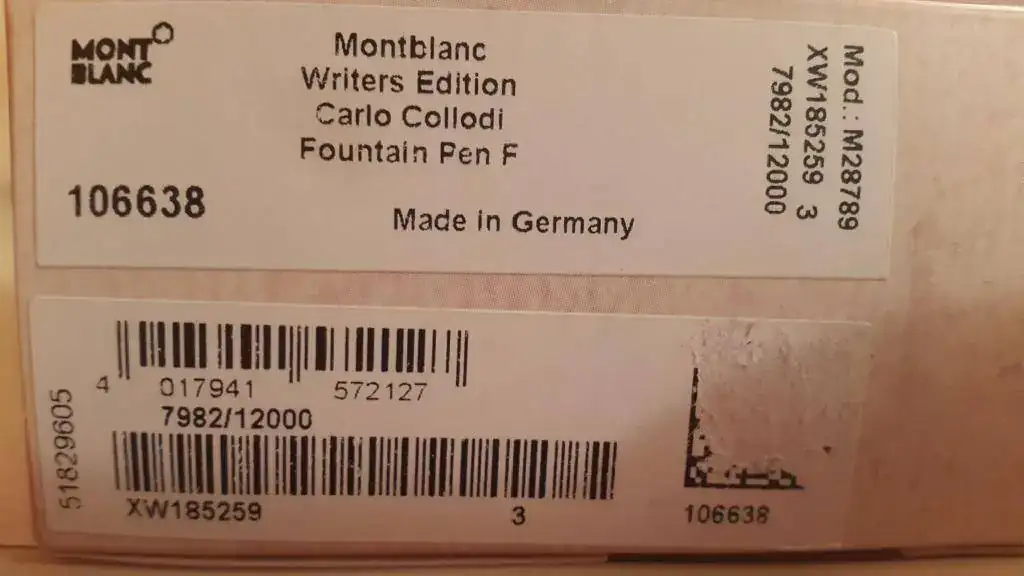 MONT
BLANC
Montblanc
Writers Edition
Carlo Collodi
Fountain Pen F
106638
Made in Germany
Mod.: M28789
XW185259 3
7982/12000
4 017941 572127
7982/12000
51829605
XW185259 3
106638